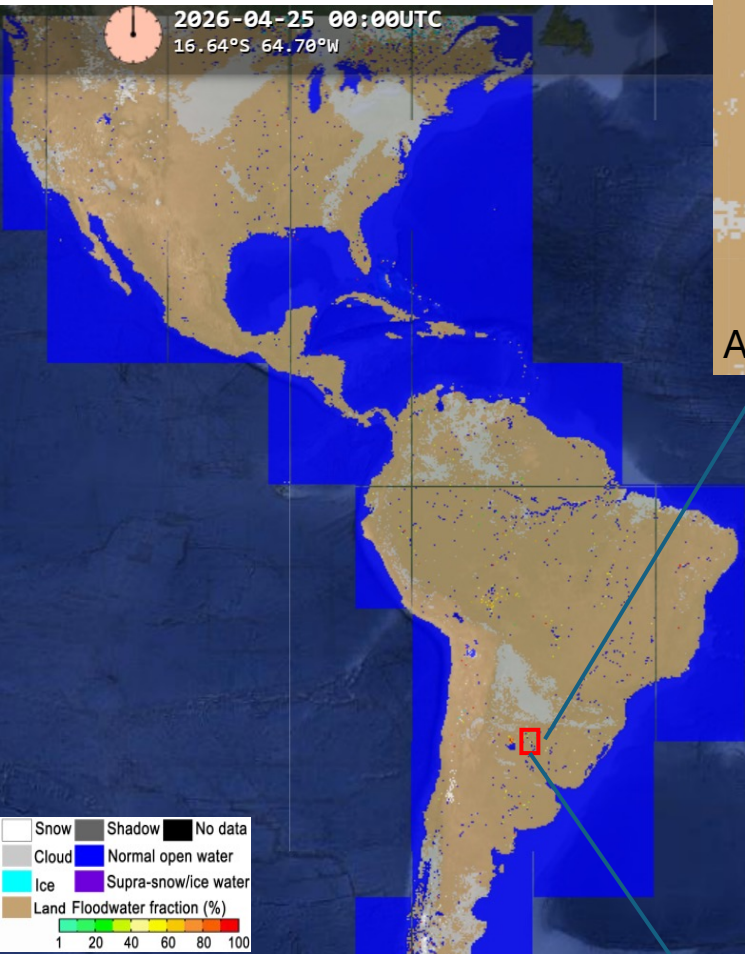 2026-04-25 00:00UTC
16.64°S 64.70°W
A
Snow Shadow No data
Cloud Normal open water
Ice Supra-snow/ice water
Land Floodwater fraction (%)
1 20 40 60 80 100